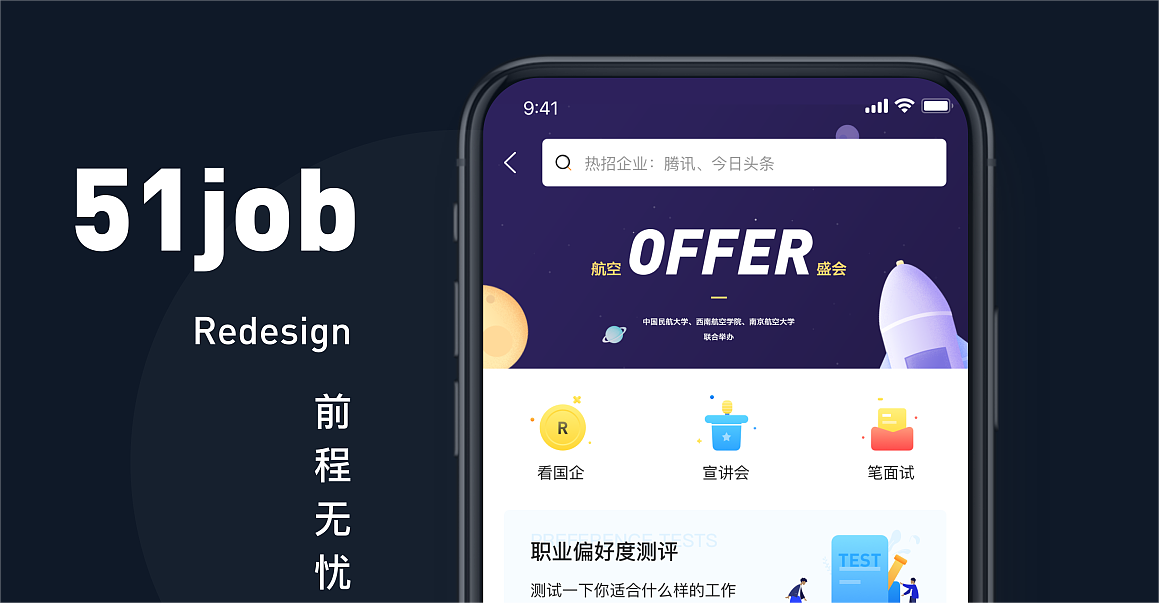 51job
Redesign
前程无忧
9:41
热招企业：腾讯、今日头条
航空 OFFER 盛会
中国民航大学、西南航空学院、南京航空大学
联合举办
R
看国企
宣讲会
笔面试
PREFERENCE TESTS
职业偏好度测评
测试一下你适合什么样的工作
TEST